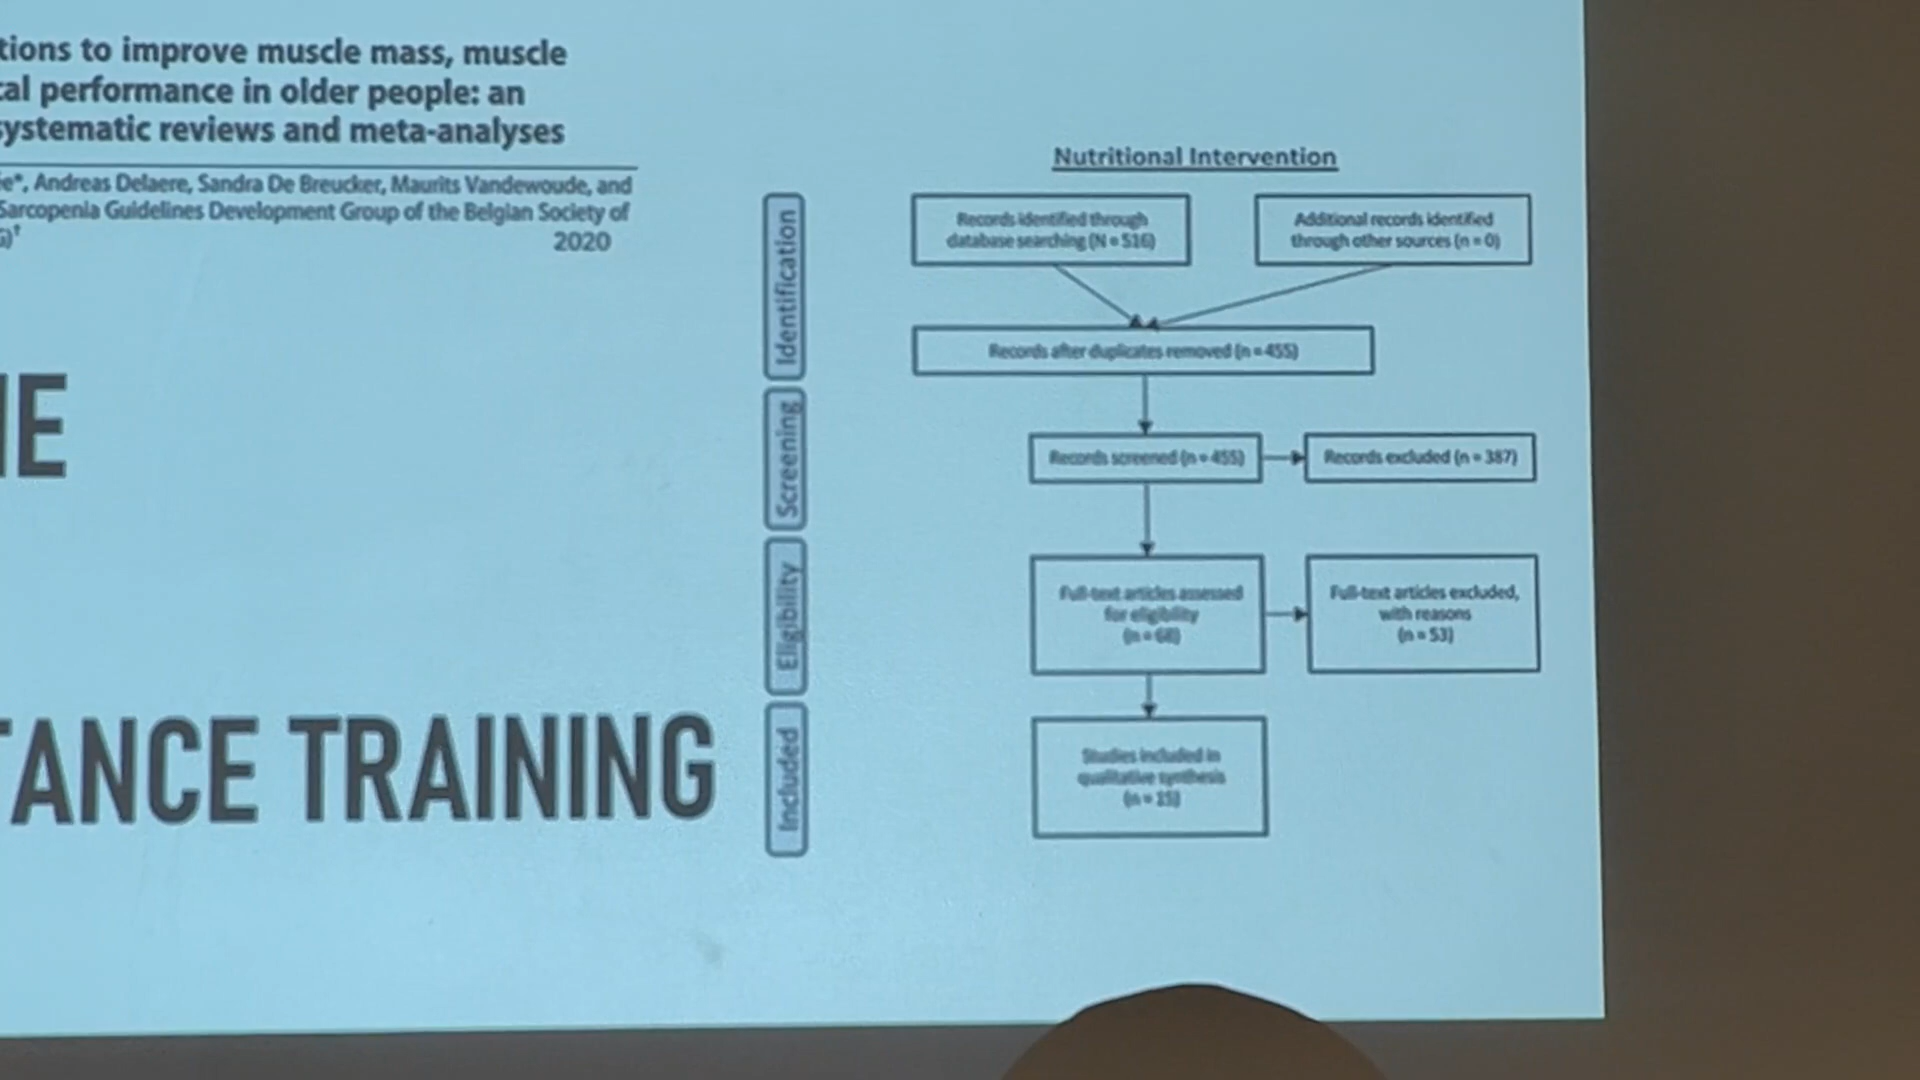 tions to improve muscle mass, muscle
cal performance in older people: an
systematic reviews and meta-analyses
e*, Andreas Delaere, Sandra De Breucker, Maurits Vandewoude, and
Sarcopenia Guidelines Development Group of the Belgian Society of
G)†
2020
IE
TANCE TRAINING
Nutritional Intervention
Identification
Records identified through
database searching (N = 516)
Additional records identified
through other sources (n = 0)
Records after duplicates removed (n = 455)
Screening
Records screened (n = 455)
Records excluded (n = 387)
Eligibility
Full-text articles assessed
for eligibility
(n = 68)
Full-text articles excluded,
with reasons
(n = 53)
Included
Studies included in
qualitative synthesis
(n = 15)